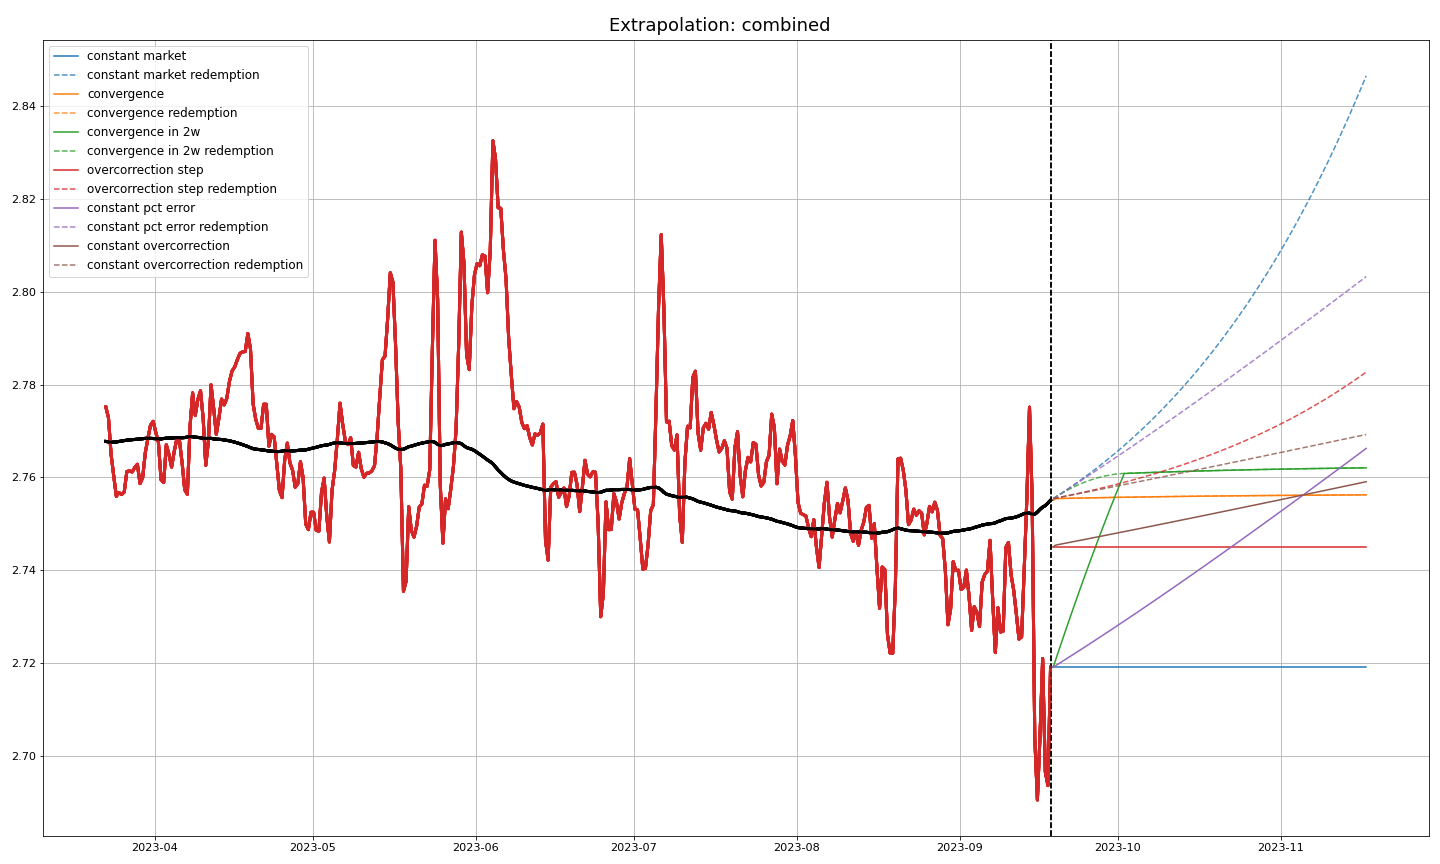 Extrapolation: combined
constant market
constant market redemption
convergence
convergence redemption
convergence in 2w
convergence in 2w redemption
overcorrection step
overcorrection step redemption
constant pct error
constant pct error redemption
constant overcorrection
constant overcorrection redemption
2.84
2.82
2.80
2.78
2.76
2.74
2.72
2.70
2023-04 2023-05 2023-06 2023-07 2023-08 2023-09 2023-10 2023-11